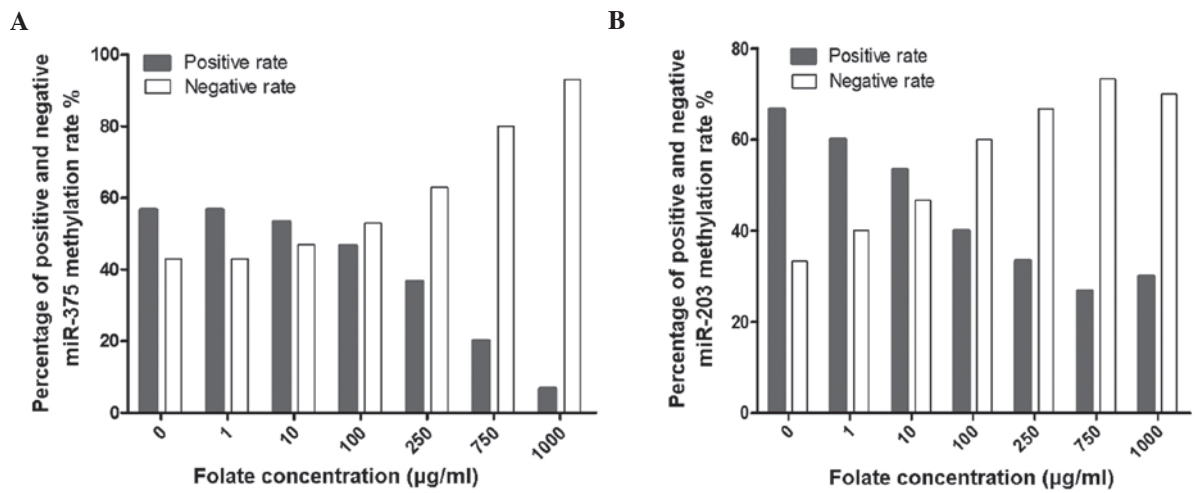 A
Percentage of positive and negative
miR-375 methylation rate %
100
80
60
40
20
0
Positive rate
Negative rate
0
1
10
100
250
750
1000
Folate concentration (µg/ml)
B
Percentage of positive and negative
miR-203 methylation rate %
80
60
40
20
0
Positive rate
Negative rate
0
1
10
100
250
750
1000
Folate concentration (µg/ml)